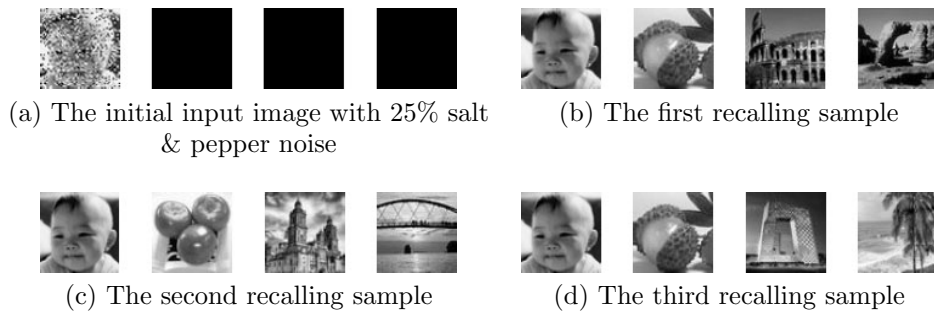 (a) The initial input image with 25% salt
& pepper noise
(b) The first recalling sample
(c) The second recalling sample
(d) The third recalling sample